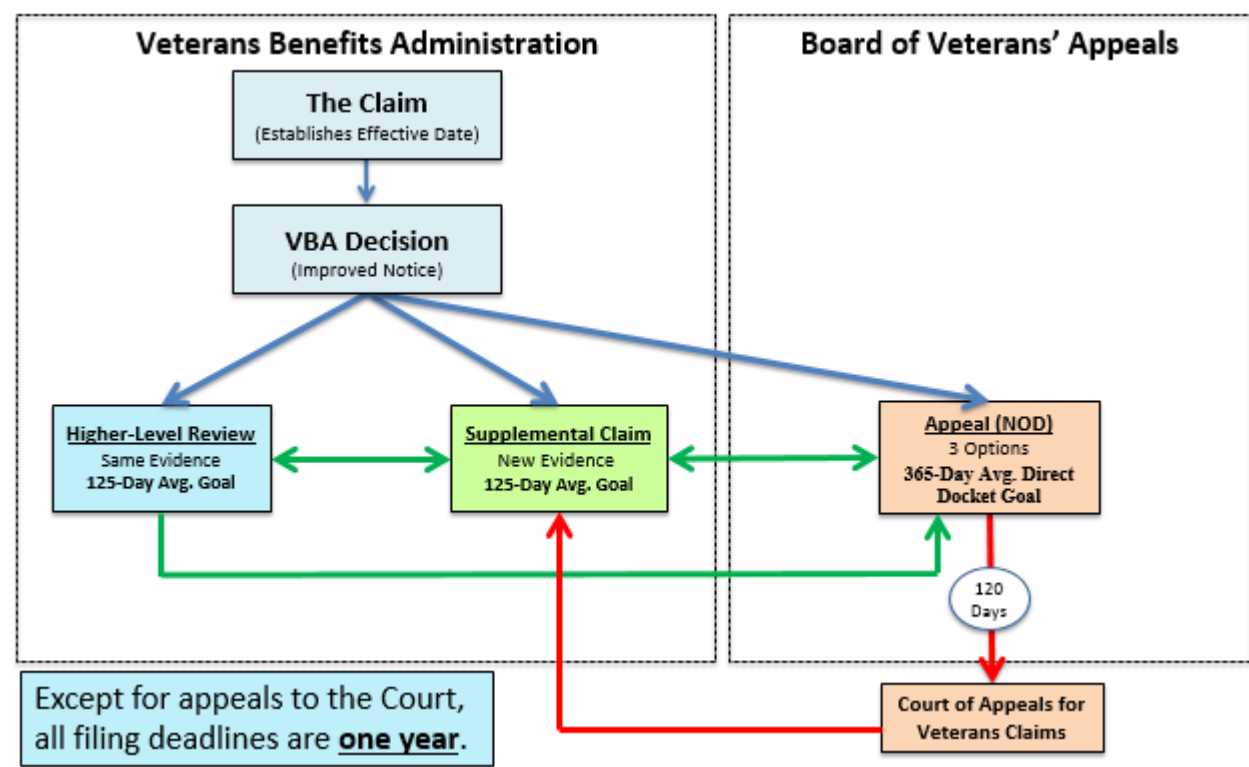 Veterans Benefits Administration
Board of Veterans’ Appeals
The Claim
(Establishes Effective Date)
VBA Decision
(Improved Notice)
Higher-Level Review
Same Evidence
125-Day Avg. Goal
Supplemental Claim
New Evidence
125-Day Avg. Goal
Appeal (NOD)
3 Options
365-Day Avg. Direct
Docket Goal
120
Days
Except for appeals to the Court,
all filing deadlines are one year.
Court of Appeals for
Veterans Claims